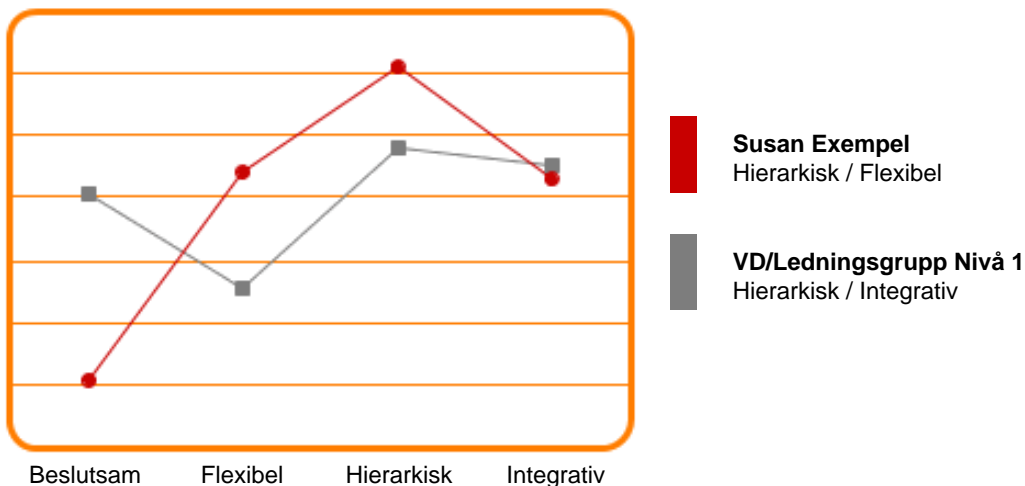 Susan Exempel
Hierarkisk / Flexibel
VD/Ledningsgrupp Nivå 1
Hierarkisk / Integrativ
Beslutsam Flexibel Hierarkisk Integrativ